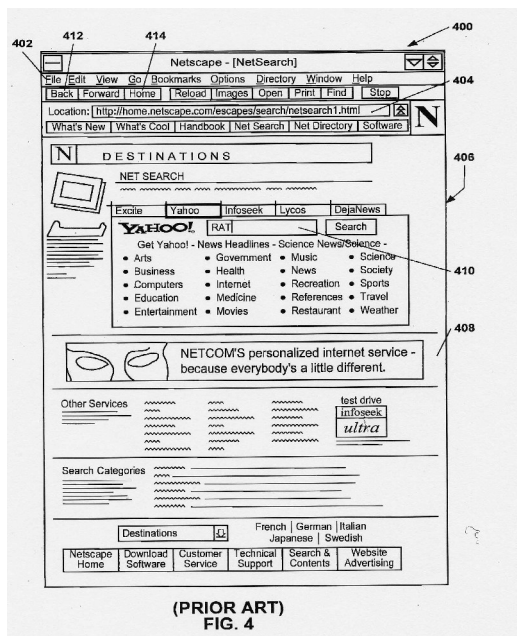 400
412
402
414
Netscape - [NetSearch]
File Edit View Go Bookmarks Options Directory Window Help
Back Forward Home Reload Images Open Print Find Stop
404
Location: http://home.netscape.com/escapes/search/netsearch1.html
N
What's New What's Cool Handbook Net Search Net Directory Software
N DESTINATIONS
406
NET SEARCH
Excite Yahoo Infoseek Lycos DejaNews
YAHOO! RAT Search
Get Yahoo! - News Headlines - Science News/Science -
• Arts • Government • Music • Science
• Business • Health • News • Society
410
• Computers • Internet • Recreation • Sports
• Education • Medicine • References • Travel
• Entertainment • Movies • Restaurant • Weather
408
NETCOM'S personalized internet service -
because everybody's a little different.
Other Services
test drive
infoseek
ultra
Search Categories
Destinations
French | German | Italian
Japanese | Swedish
Netscape Home Download Software Customer Service Technical Support Search & Contents Website Advertising
(PRIOR ART)
FIG. 4